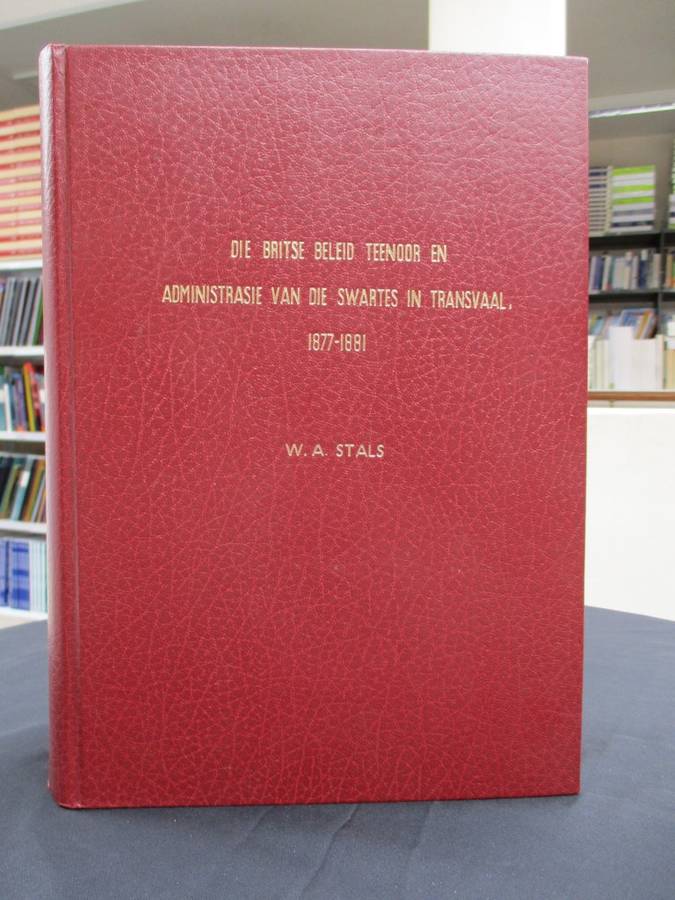 DIE BRITSE BELEID TEENOOR EN
ADMINISTRASIE VAN DIE SWARTES IN TRANSVAAL,
1877-1881
W. A. STALS